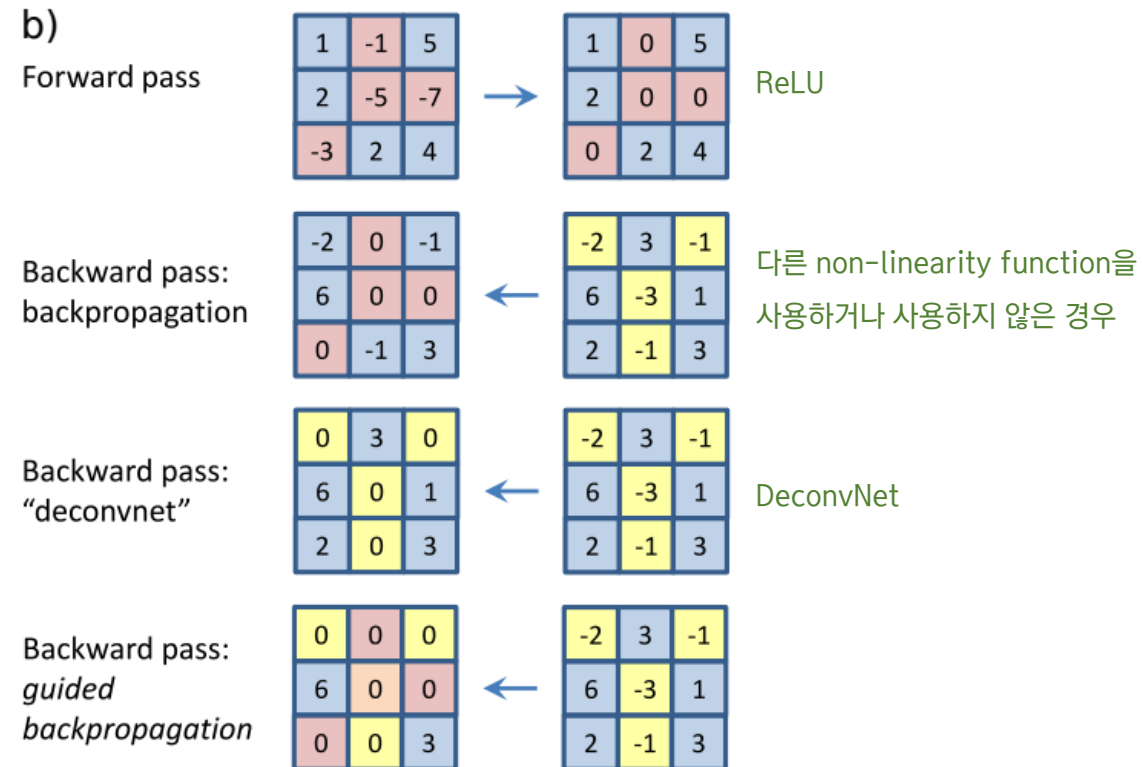 b)
Forward pass
1 -1 5
2 -5 -7
-3 2 4
1 0 5
2 0 0
0 2 4
ReLU
Backward pass:
backpropagation
-2 0 -1
6 0 0
0 -1 3
-2 3 -1
6 -3 1
2 -1 3
다른 non-linearity function을
사용하거나 사용하지 않은 경우
Backward pass:
“deconvnet”
0 3 0
6 0 1
2 0 3
-2 3 -1
6 -3 1
2 -1 3
DeconvNet
Backward pass:
guided
backpropagation
0 0 0
6 0 0
0 0 3
-2 3 -1
6 -3 1
2 -1 3